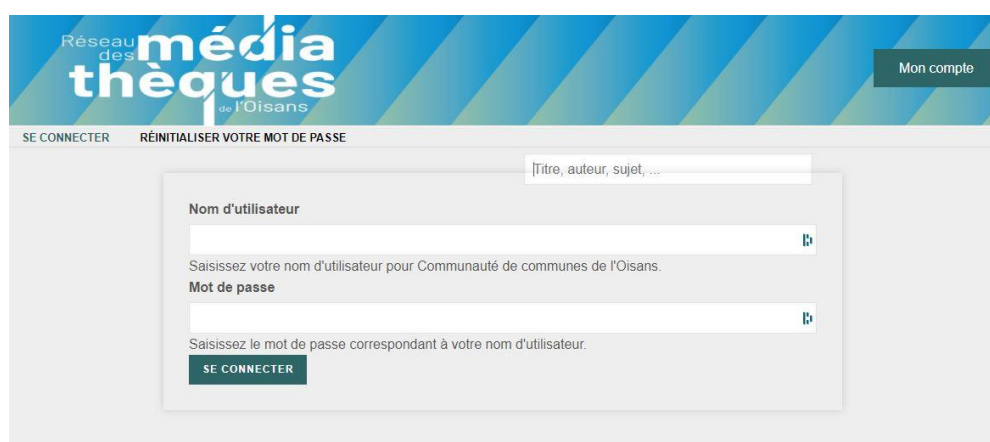 Réseau des média
thèques
de l'Oisans
Mon compte
SE CONNECTER RÉINITIALISER VOTRE MOT DE PASSE
Titre, auteur, sujet, ...
Nom d'utilisateur
Saisissez votre nom d'utilisateur pour Communauté de communes de l'Oisans.
Mot de passe
Saisissez le mot de passe correspondant à votre nom d'utilisateur.
SE CONNECTER